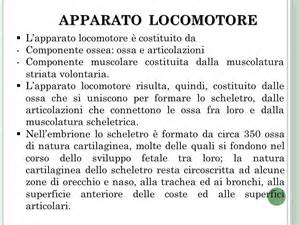 APPARATO LOCOMOTORE
▪ L'apparato locomotore è costituito da
- Componente ossea: ossa e articolazioni
- Componente muscolare costituita dalla muscolatura
striata volontaria.
▪ L'apparato locomotore risulta, quindi, costituito dalle
ossa che si uniscono per formare lo scheletro, dalle
articolazioni che connettono le ossa fra loro e dalla
muscolatura scheletrica.
▪ Nell'embrione lo scheletro è formato da circa 350 ossa
di natura cartilaginea, molte delle quali si fondono nel
corso dello sviluppo fetale tra loro; la natura
cartilaginea dello scheletro resta circoscritta ad alcune
zone di orecchio e naso, alla trachea ed ai bronchi, alla
superficie anteriore delle coste ed alle superfici
articolari.